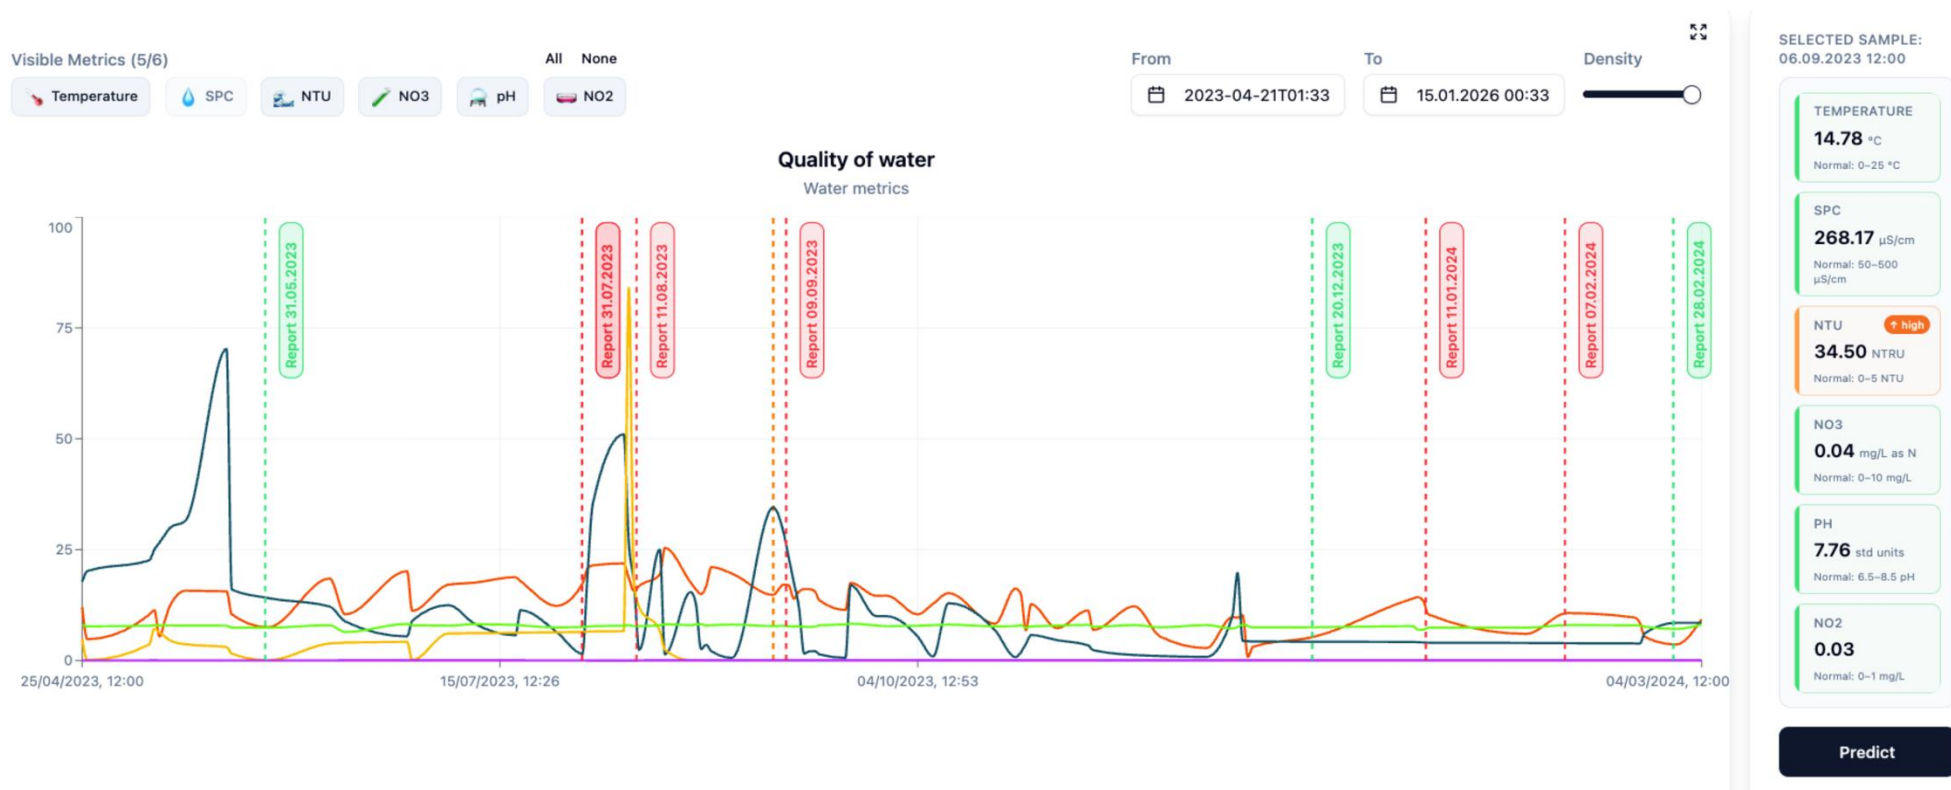 Visible Metrics (5/6)
All None
Temperature SPC NTU NO3 pH NO2
From To Density
2023-04-21T01:33 15.01.2026 00:33
Quality of water
Water metrics
100
75
50
25
0
Report 31.05.2023
Report 31.07.2023
Report 11.08.2023
Report 09.09.2023
Report 20.12.2023
Report 11.01.2024
Report 07.02.2024
Report 28.02.2024
25/04/2023, 12:00 15/07/2023, 12:26 04/10/2023, 12:53 04/03/2024, 12:00
SELECTED SAMPLE:
06.09.2023 12:00
TEMPERATURE
14.78 °C
Normal: 0–25 °C
SPC
268.17 µS/cm
Normal: 50–500
µS/cm
NTU ↑ high
34.50 NTRU
Normal: 0–5 NTU
NO3
0.04 mg/L as N
Normal: 0–10 mg/L
PH
7.76 std units
Normal: 6.5–8.5 pH
NO2
0.03
Normal: 0–1 mg/L
Predict